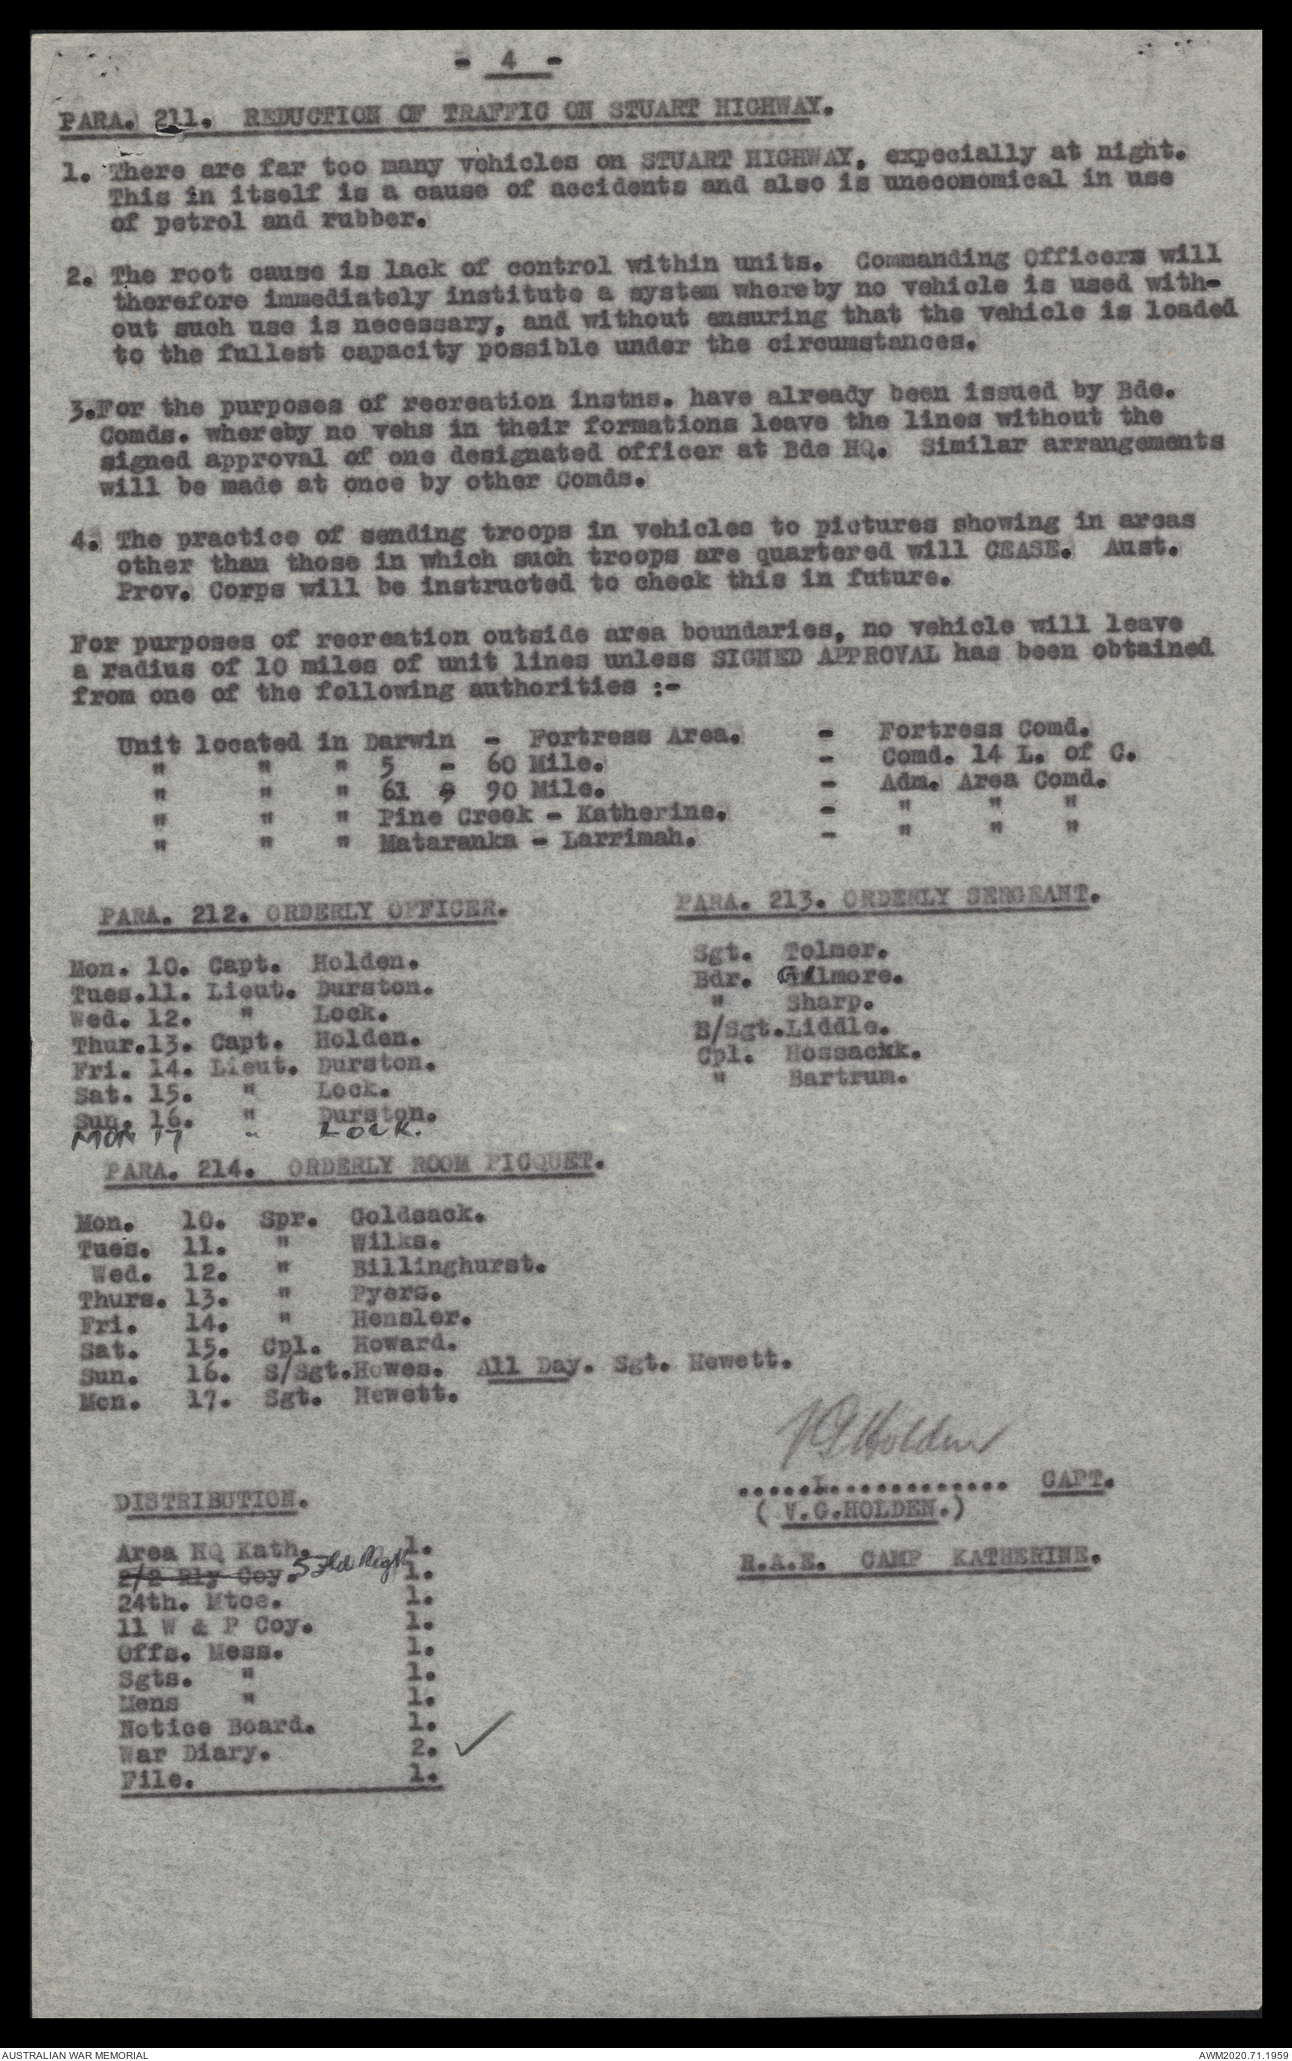 - 4 -
PARA. 211. REDUCTION OF TRAFFIC ON STUART HIGHWAY.
1. There are far too many vehicles on STUART HIGHWAY, expecially at night.
This in itself is a cause of accidents and also is uneconomical in use
of petrol and rubber.
2. The root cause is lack of control within units. Commanding Officers will
therefore immediately institute a system whereby no vehicle is used with-
out such use is necessary, and without ensuring that the vehicle is loaded
to the fullest capacity possible under the circumstances.
3.For the purposes of recreation instns. have already been issued by Bde.
Comds. whereby no vehs in their formations leave the lines without the
signed approval of one designated officer at Bde HQ. Similar arrangements
will be made at once by other Comds.
4. The practice of sending troops in vehicles to pictures showing in areas
other than those in which such troops are quartered will CEASE. Aust.
Prov. Corps will be instructed to check this in future.
For purposes of recreation outside area boundaries, no vehicle will leave
a radius of 10 miles of unit lines unless SIGNED APPROVAL has been obtained
from one of the following authorities :-
Unit located in Darwin - Fortress Area. - Fortress Comd.
" " " 5 - 60 Mile. - Comd. 14 L. of C.
" " " 61 9 90 Mile. - Adm. Area Comd.
" " " Pine Creek - Katherine. - " " "
" " " Mataranka - Larrimah. - " " "
PARA. 212. ORDERLY OFFICER.
Mon. 10. Capt. Holden.
Tues.11. Lieut. Durston.
Wed. 12. " Lock.
Thur.13. Capt. Holden.
Fri. 14. Lieut. Durston.
Sat. 15. " Lock.
Sun. 16. " Durston.
MON 17 " LOCK.
PARA. 213. ORDERLY SERGEANT.
Sgt. Tolmer.
Bdr. Gilmore.
" Sharp.
S/Sgt.Liddle.
Cpl. Hossackk.
" Bartrum.
PARA. 214. ORDERLY ROOM PICQUET.
Mon. 10. Spr. Goldsack.
Tues. 11. " Wilks.
Wed. 12. " Billinghurst.
Thurs. 13. " Pyers.
Fri. 14. " Hensler.
Sat. 15. Cpl. Howard.
Sun. 16. S/Sgt.Howes. All Day. Sgt. Hewett.
Mon. 17. Sgt. Hewett.
VGHolden
.................... CAPT.
( V.G.HOLDEN.)
R.A.E. CAMP KATHERINE.
DISTRIBUTION.
Area HQ Kath. 1.
2/2 Rly Coy. 5 Fld Regt 1.
24th. Mtce. 1.
11 W & P Coy. 1.
Offs. Mess. 1.
Sgts. " 1.
Mens " 1.
Notice Board. 1.
War Diary. 2. ✓
File. 1.
AUSTRALIAN WAR MEMORIAL
AWM2020.71.1959